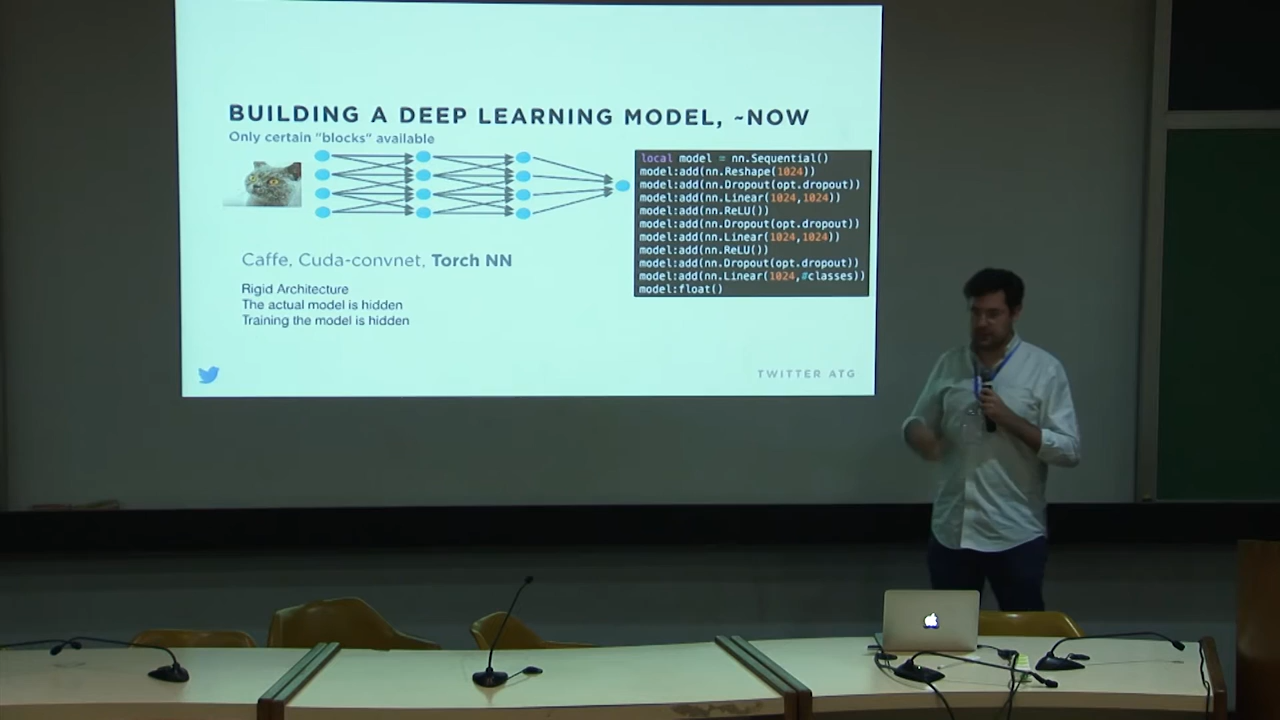 BUILDING A DEEP LEARNING MODEL, ~NOW
Only certain "blocks" available
local model = nn.Sequential()
model:add(nn.Reshape(1024))
model:add(nn.Dropout(opt.dropout))
model:add(nn.Linear(1024,1024))
model:add(nn.ReLU())
model:add(nn.Dropout(opt.dropout))
model:add(nn.Linear(1024,1024))
model:add(nn.ReLU())
model:add(nn.Dropout(opt.dropout))
model:add(nn.Linear(1024,#classes))
model:float()
Caffe, Cuda-convnet, Torch NN
Rigid Architecture
The actual model is hidden
Training the model is hidden
TWITTER ATG